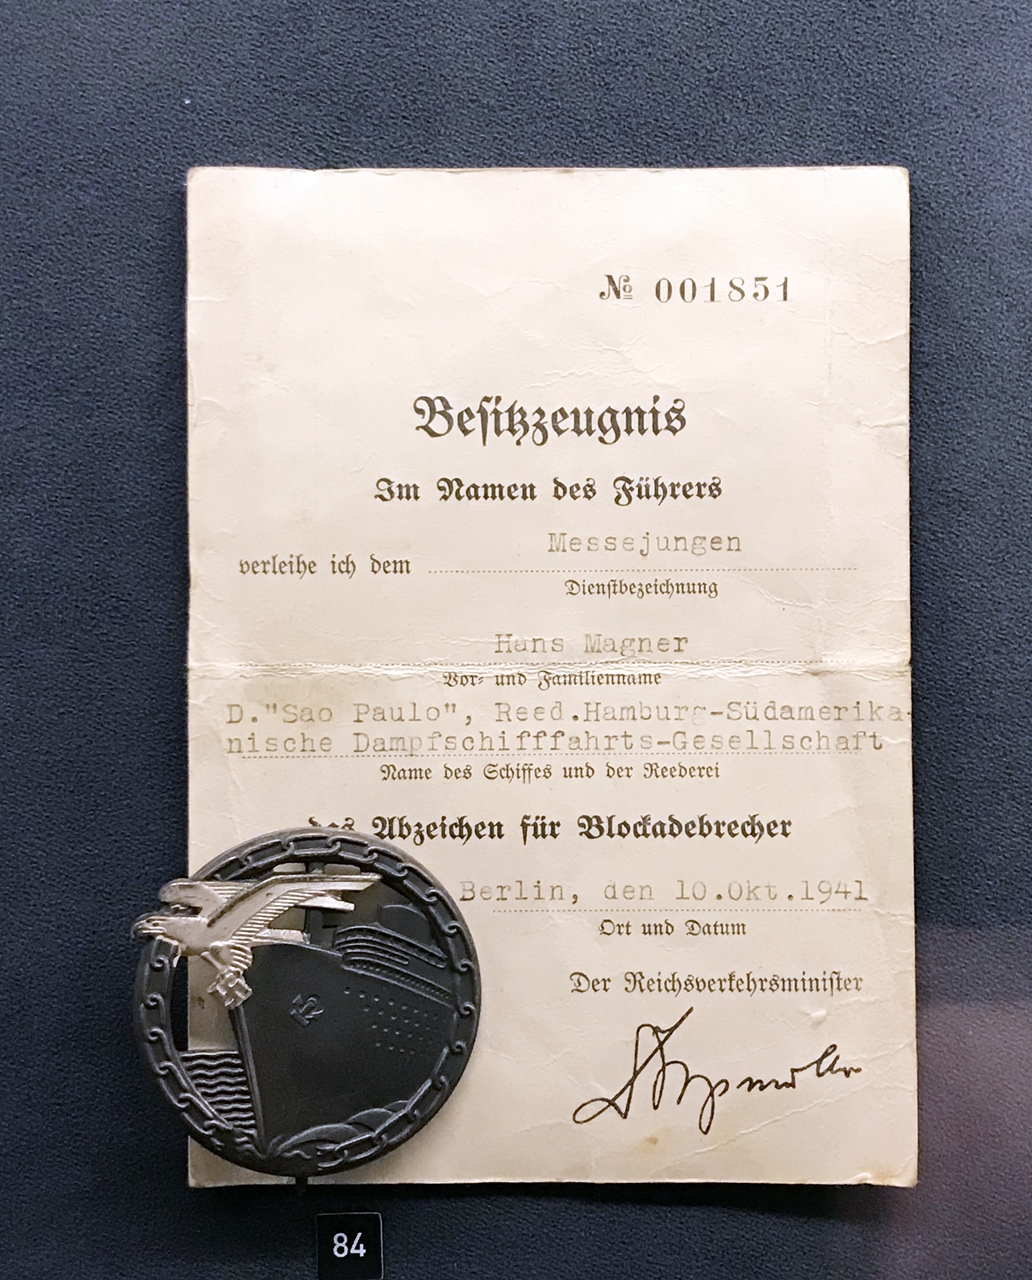 № 001851
Besitzzeugnis
Im Namen des Führers
Messejungen
verleihe ich dem
Dienstbezeichnung
Hans Magner
Vor- und Familienname
D."Sao Paulo", Reed.Hamburg-Südamerika-
nische Dampfschifffahrts-Gesellschaft
Name des Schiffes und der Reederei
das Abzeichen für Blockadebrecher
Berlin, den 10.Okt.1941
Ort und Datum
Der Reichsverkehrsminister
84